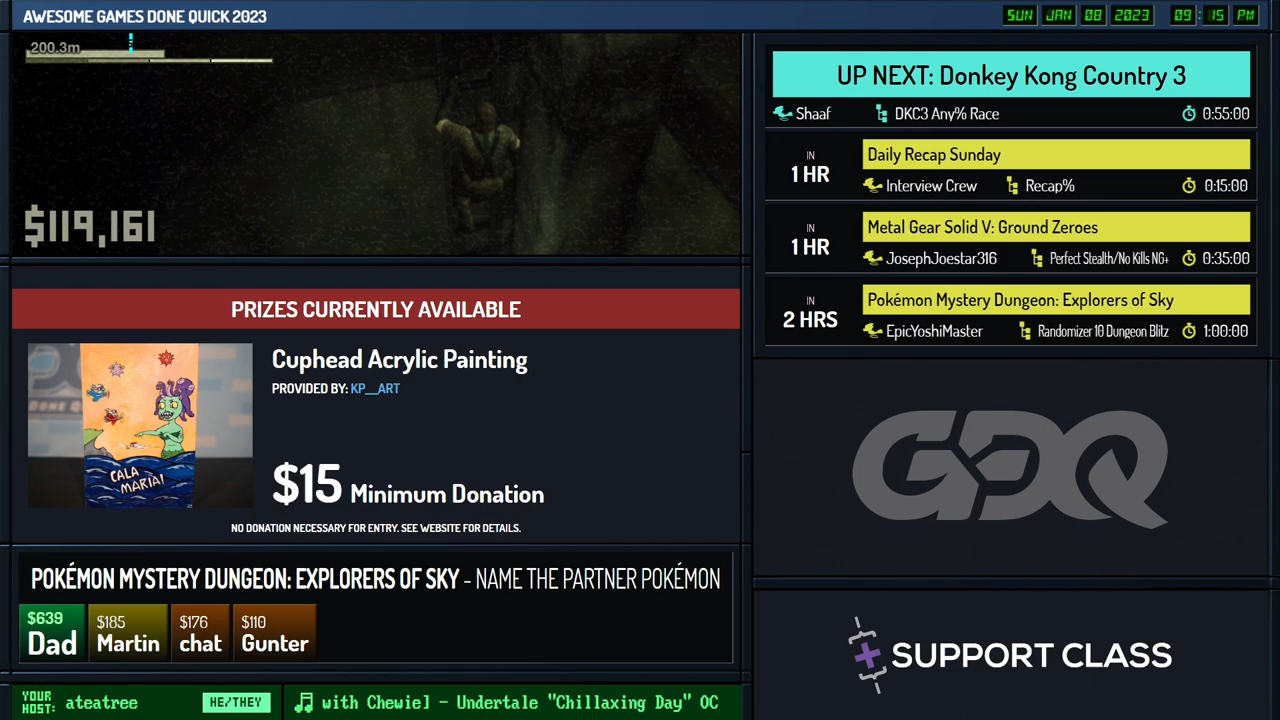 AWESOME GAMES DONE QUICK 2023
SUN JAN 08 2023 09:15 PM
200.3m
$119,161
UP NEXT: Donkey Kong Country 3
Shaaf DKC3 Any% Race 0:55:00
IN
1 HR
Daily Recap Sunday
Interview Crew Recap% 0:15:00
IN
1 HR
Metal Gear Solid V: Ground Zeroes
JosephJoestar316 Perfect Stealth/No Kills NG+ 0:35:00
IN
2 HRS
Pokémon Mystery Dungeon: Explorers of Sky
EpicYoshiMaster Randomizer 10 Dungeon Blitz 1:00:00
PRIZES CURRENTLY AVAILABLE
CALA
MARIA!
Cuphead Acrylic Painting
PROVIDED BY: KP__ART
$15 Minimum Donation
NO DONATION NECESSARY FOR ENTRY. SEE WEBSITE FOR DETAILS.
GDQ
POKÉMON MYSTERY DUNGEON: EXPLORERS OF SKY - NAME THE PARTNER POKÉMON
$639 $185 $176 $110
Dad Martin chat Gunter
SUPPORT CLASS
YOUR
HOST: ateatree HE/THEY with Chewie] - Undertale "Chillaxing Day" OC